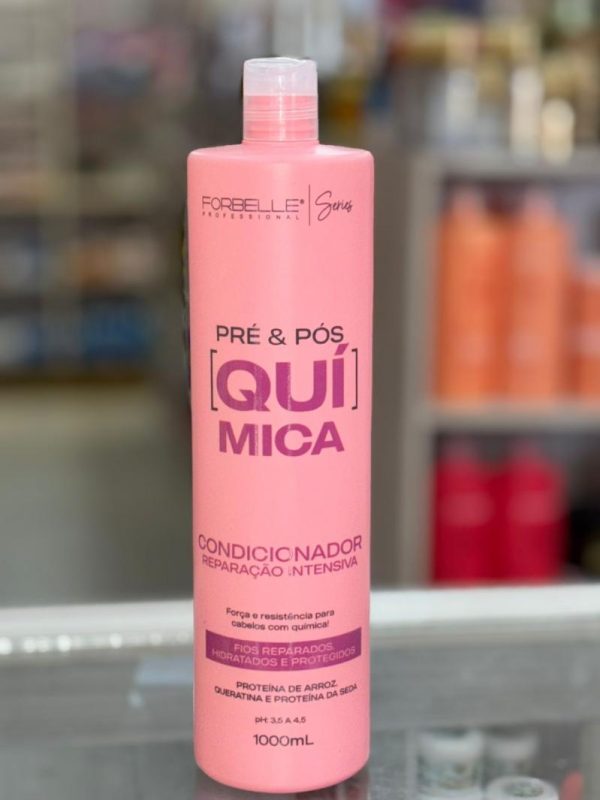 FORBELLE® | Series
PROFESSIONAL
PRÉ & PÓS
[QUÍ]
MICA
CONDICIONADOR
REPARAÇÃO INTENSIVA
Força e resistência para
cabelos com química!
FIOS REPARADOS,
HIDRATADOS E PROTEGIDOS
PROTEÍNA DE ARROZ,
QUERATINA E PROTEÍNA DA SEDA
pH: 3,5 A 4,5
1000mL